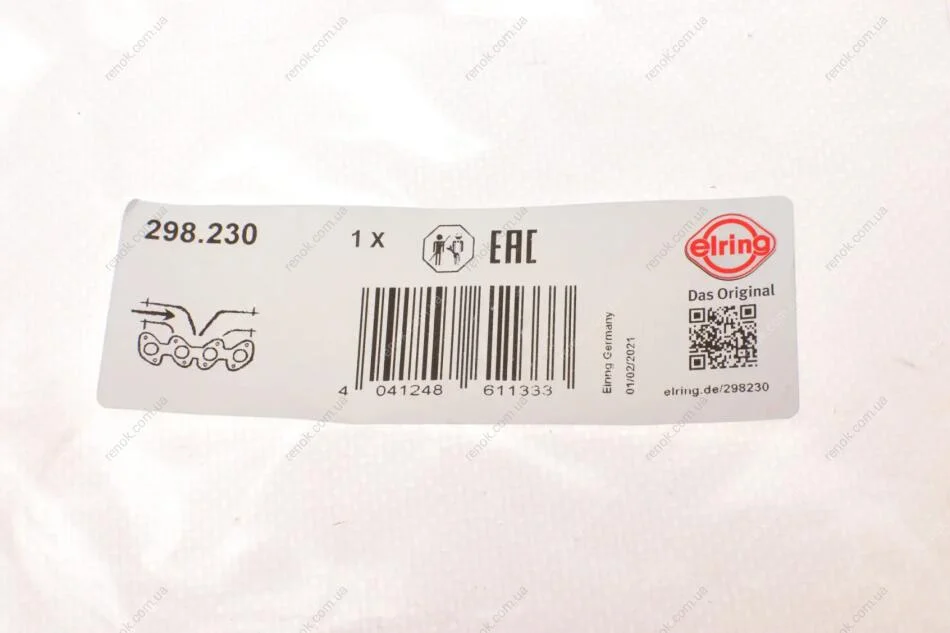 298.230
1 X
EAC
elring
Das Original
4 041248 611333
Elring Germany
01/02/2021
elring.de/298230
renok.com.ua